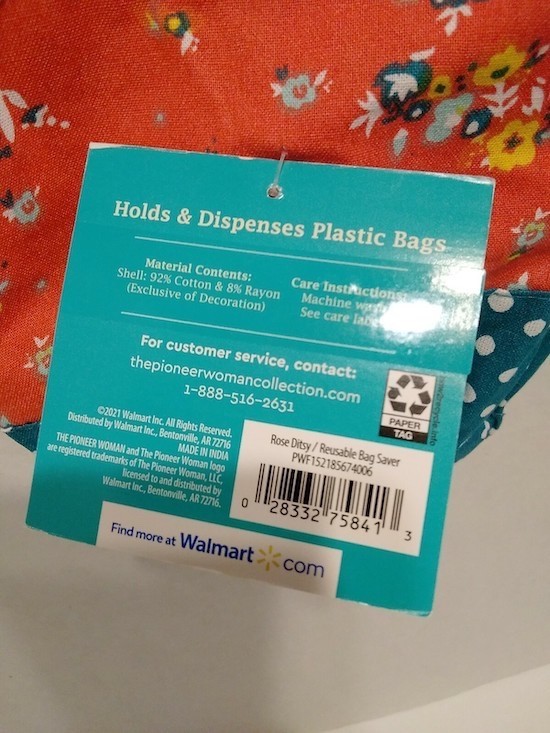 Holds & Dispenses Plastic Bags
Material Contents:
Shell: 92% Cotton & 8% Rayon
(Exclusive of Decoration)
Care Instructions
Machine
See care
For customer service, contact:
thepioneerwomancollection.com
1-888-516-2631
PAPER
TAG
©2021 Walmart Inc. All Rights Reserved.
Distributed by Walmart Inc., Bentonville, AR 72716
MADE IN INDIA
THE PIONEER WOMAN and The Pioneer Woman logo
are registered trademarks of The Pioneer Woman, LLC,
licensed to and distributed by
Walmart Inc., Bentonville, AR 72716.
Rose Ditsy / Reusable Bag Saver
PWF152185674006
0 28332 75841 3
Find more at Walmart com